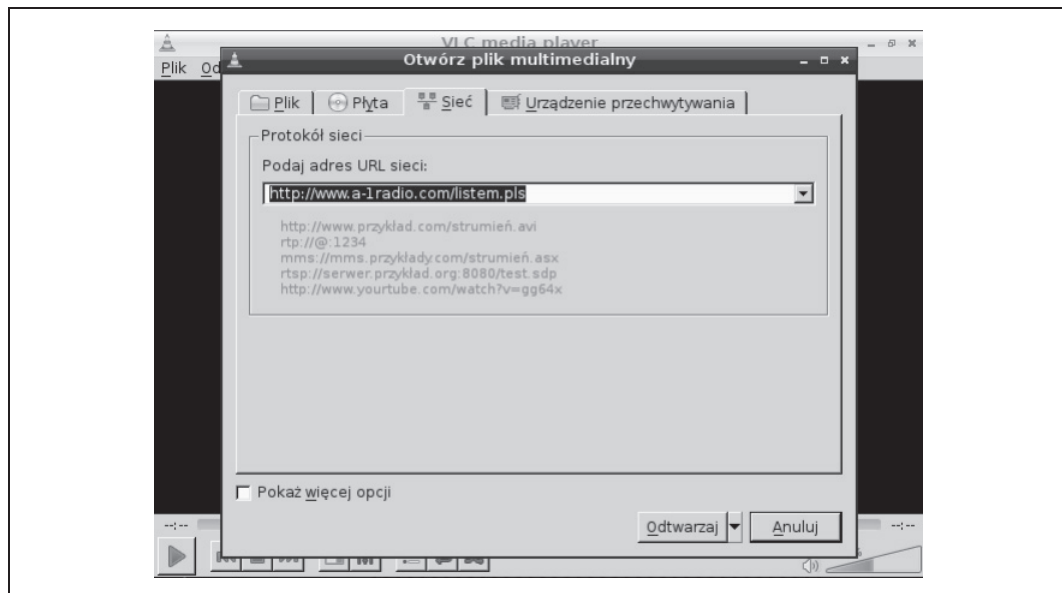 VLC media player
Plik
Otwórz plik multimedialny
Plik Płyta Sieć Urządzenie przechwytywania
Protokół sieci
Podaj adres URL sieci:
http://www.a-1radio.com/listem.pls
http://www.przykład.com/strumień.avi
rtp://@:1234
mms://mms.przykłady.com/strumień.asx
rtsp://serwer.przykład.org:8080/test.sdp
http://www.yourtube.com/watch?v=gg64x
Pokaż więcej opcji
Odtwarzaj Anuluj
--:-- --:--